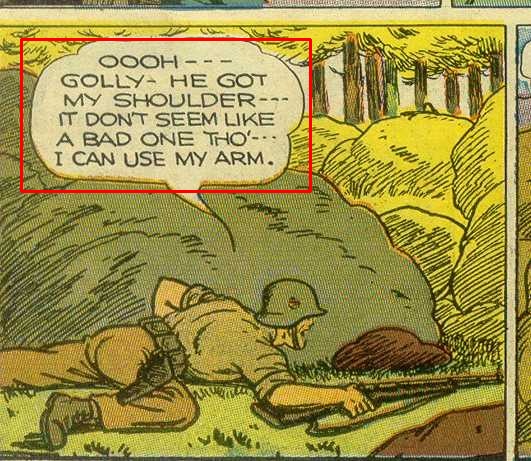 OOOH---
GOLLY- HE GOT
MY SHOULDER---
IT DON'T SEEM LIKE
A BAD ONE THO'---
I CAN USE MY ARM.